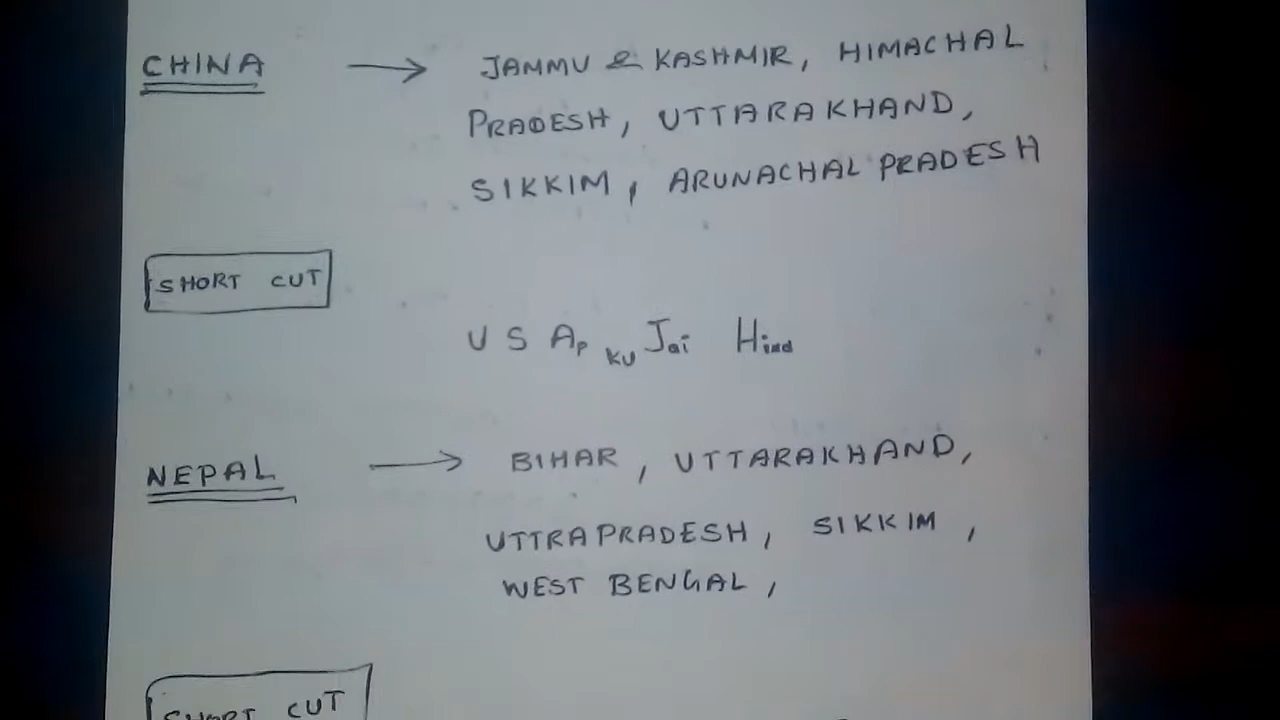 CHINA → JAMMU & KASHMIR, HIMACHAL
PRADESH, UTTARAKHAND,
SIKKIM, ARUNACHAL PRADESH
SHORT CUT
U S Ap KU Jai Hind
NEPAL → BIHAR, UTTARAKHAND,
UTTRAPRADESH, SIKKIM,
WEST BENGAL,
SHORT CUT